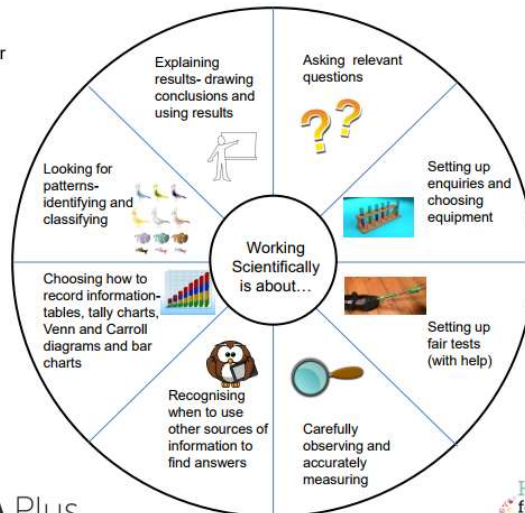 r
Explaining
results- drawing
conclusions and
using results
Asking relevant
questions
Setting up
enquiries and
choosing
equipment
Setting up
fair tests
(with help)
Carefully
observing and
accurately
measuring
Recognising
when to use
other sources of
information to
find answers
Choosing how to
record information-
tables, tally charts,
Venn and Carroll
diagrams and bar
charts
Looking for
patterns-
identifying and
classifying
Working
Scientifically
is about…
Plus